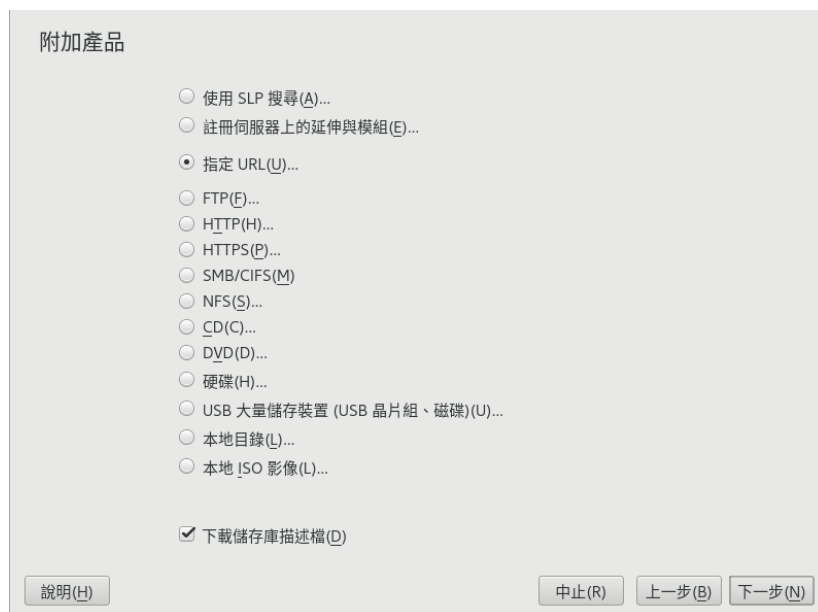 附加產品
使用 SLP 搜尋(A)...
註冊伺服器上的延伸與模組(E)...
指定 URL(U)...
FTP(F)...
HTTP(H)...
HTTPS(P)...
SMB/CIFS(M)
NFS(S)...
CD(C)...
DVD(D)...
硬碟(H)...
USB 大量儲存裝置 (USB 晶片組、磁碟)(U)...
本地目錄(L)...
本地 ISO 影像(L)...
下載儲存庫描述檔(D)
說明(H) 中止(R) 上一步(B) 下一步(N)